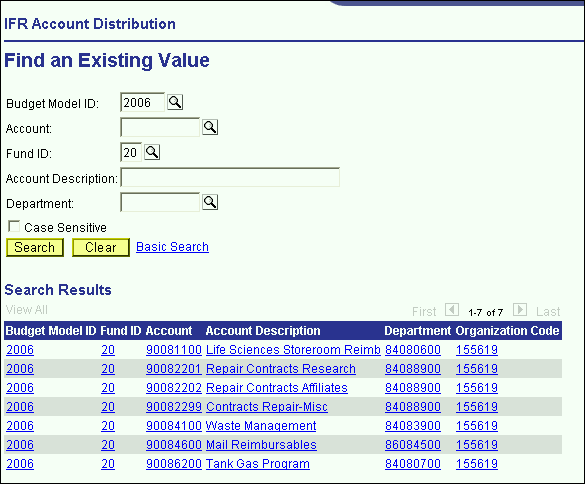 IFR Account Distribution
Find an Existing Value
Budget Model ID: 2006
Account:
Fund ID: 20
Account Description:
Department:
Case Sensitive
Search Clear Basic Search
Search Results
View All First 1-7 of 7 Last
Budget Model ID Fund ID Account Account Description Department Organization Code
2006 20 90081100 Life Sciences Storeroom Reimb 84080600 155619
2006 20 90082201 Repair Contracts Research 84088900 155619
2006 20 90082202 Repair Contracts Affiliates 84088900 155619
2006 20 90082299 Contracts Repair-Misc 84088900 155619
2006 20 90084100 Waste Management 84083900 155619
2006 20 90084600 Mail Reimbursables 86084500 155619
2006 20 90086200 Tank Gas Program 84080700 155619